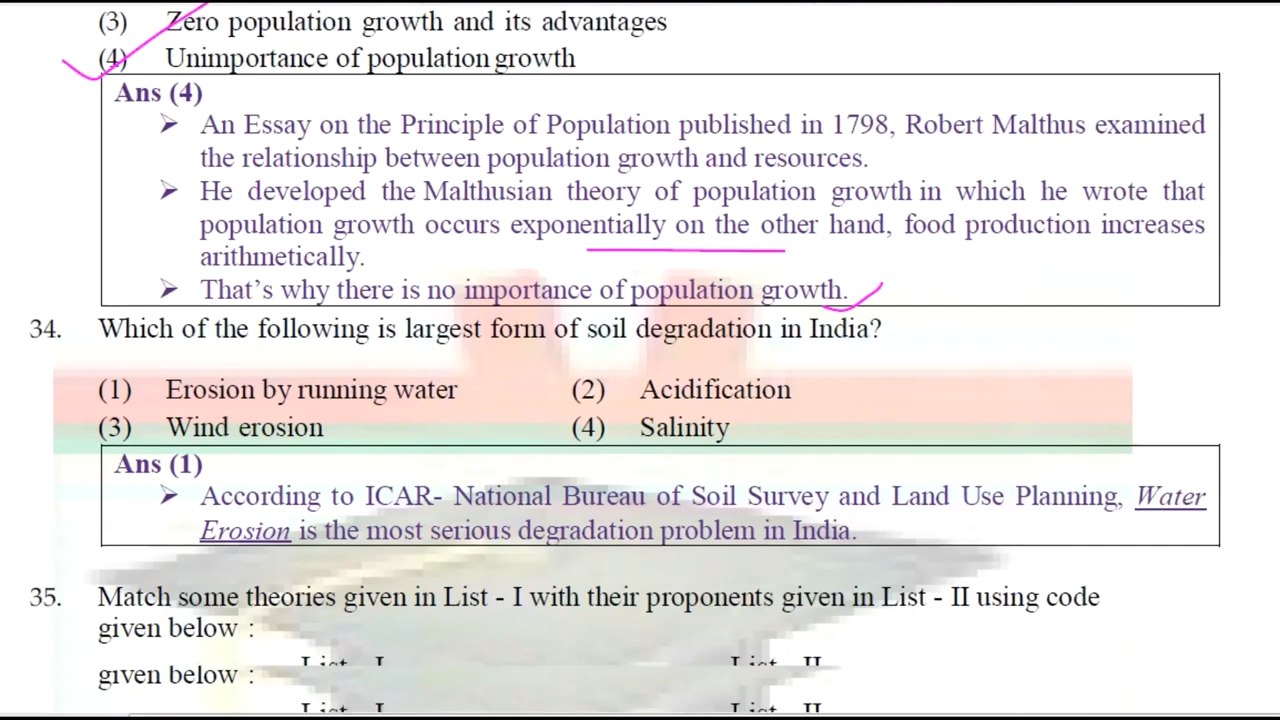 (3) Zero population growth and its advantages
(4) Unimportance of population growth
Ans (4)
➢ An Essay on the Principle of Population published in 1798, Robert Malthus examined
the relationship between population growth and resources.
➢ He developed the Malthusian theory of population growth in which he wrote that
population growth occurs exponentially on the other hand, food production increases
arithmetically.
➢ That's why there is no importance of population growth.
34. Which of the following is largest form of soil degradation in India?
(1) Erosion by running water (2) Acidification
(3) Wind erosion (4) Salinity
Ans (1)
➢ According to ICAR- National Bureau of Soil Survey and Land Use Planning, Water
Erosion is the most serious degradation problem in India.
35. Match some theories given in List - I with their proponents given in List - II using code
given below :
List I List II
given below :
List I List II